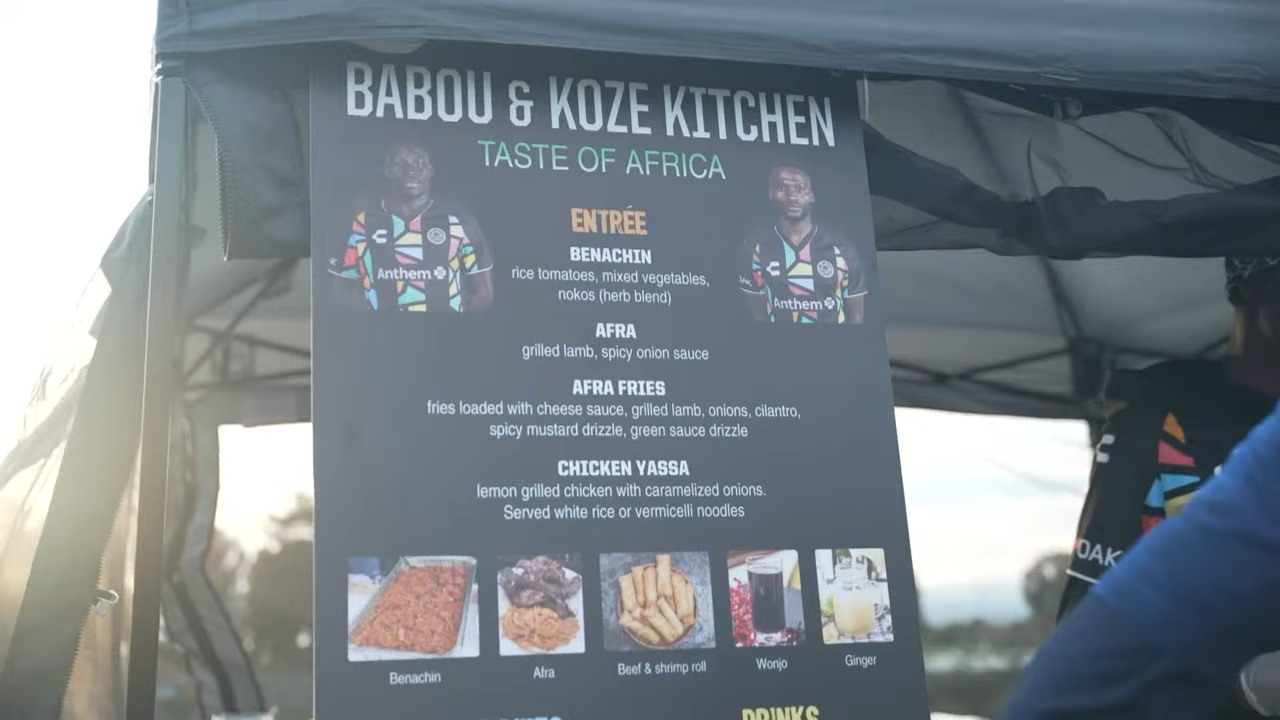 BABOU & KOZE KITCHEN
TASTE OF AFRICA
ENTRÉE
BENACHIN
rice tomatoes, mixed vegetables,
nokos (herb blend)
AFRA
grilled lamb, spicy onion sauce
AFRA FRIES
fries loaded with cheese sauce, grilled lamb, onions, cilantro,
spicy mustard drizzle, green sauce drizzle
CHICKEN YASSA
lemon grilled chicken with caramelized onions.
Served white rice or vermicelli noodles
Anthem
Anthem
OAK
Benachin
Afra
Beef & shrimp roll
Wonjo
Ginger
DRINKS
OAK